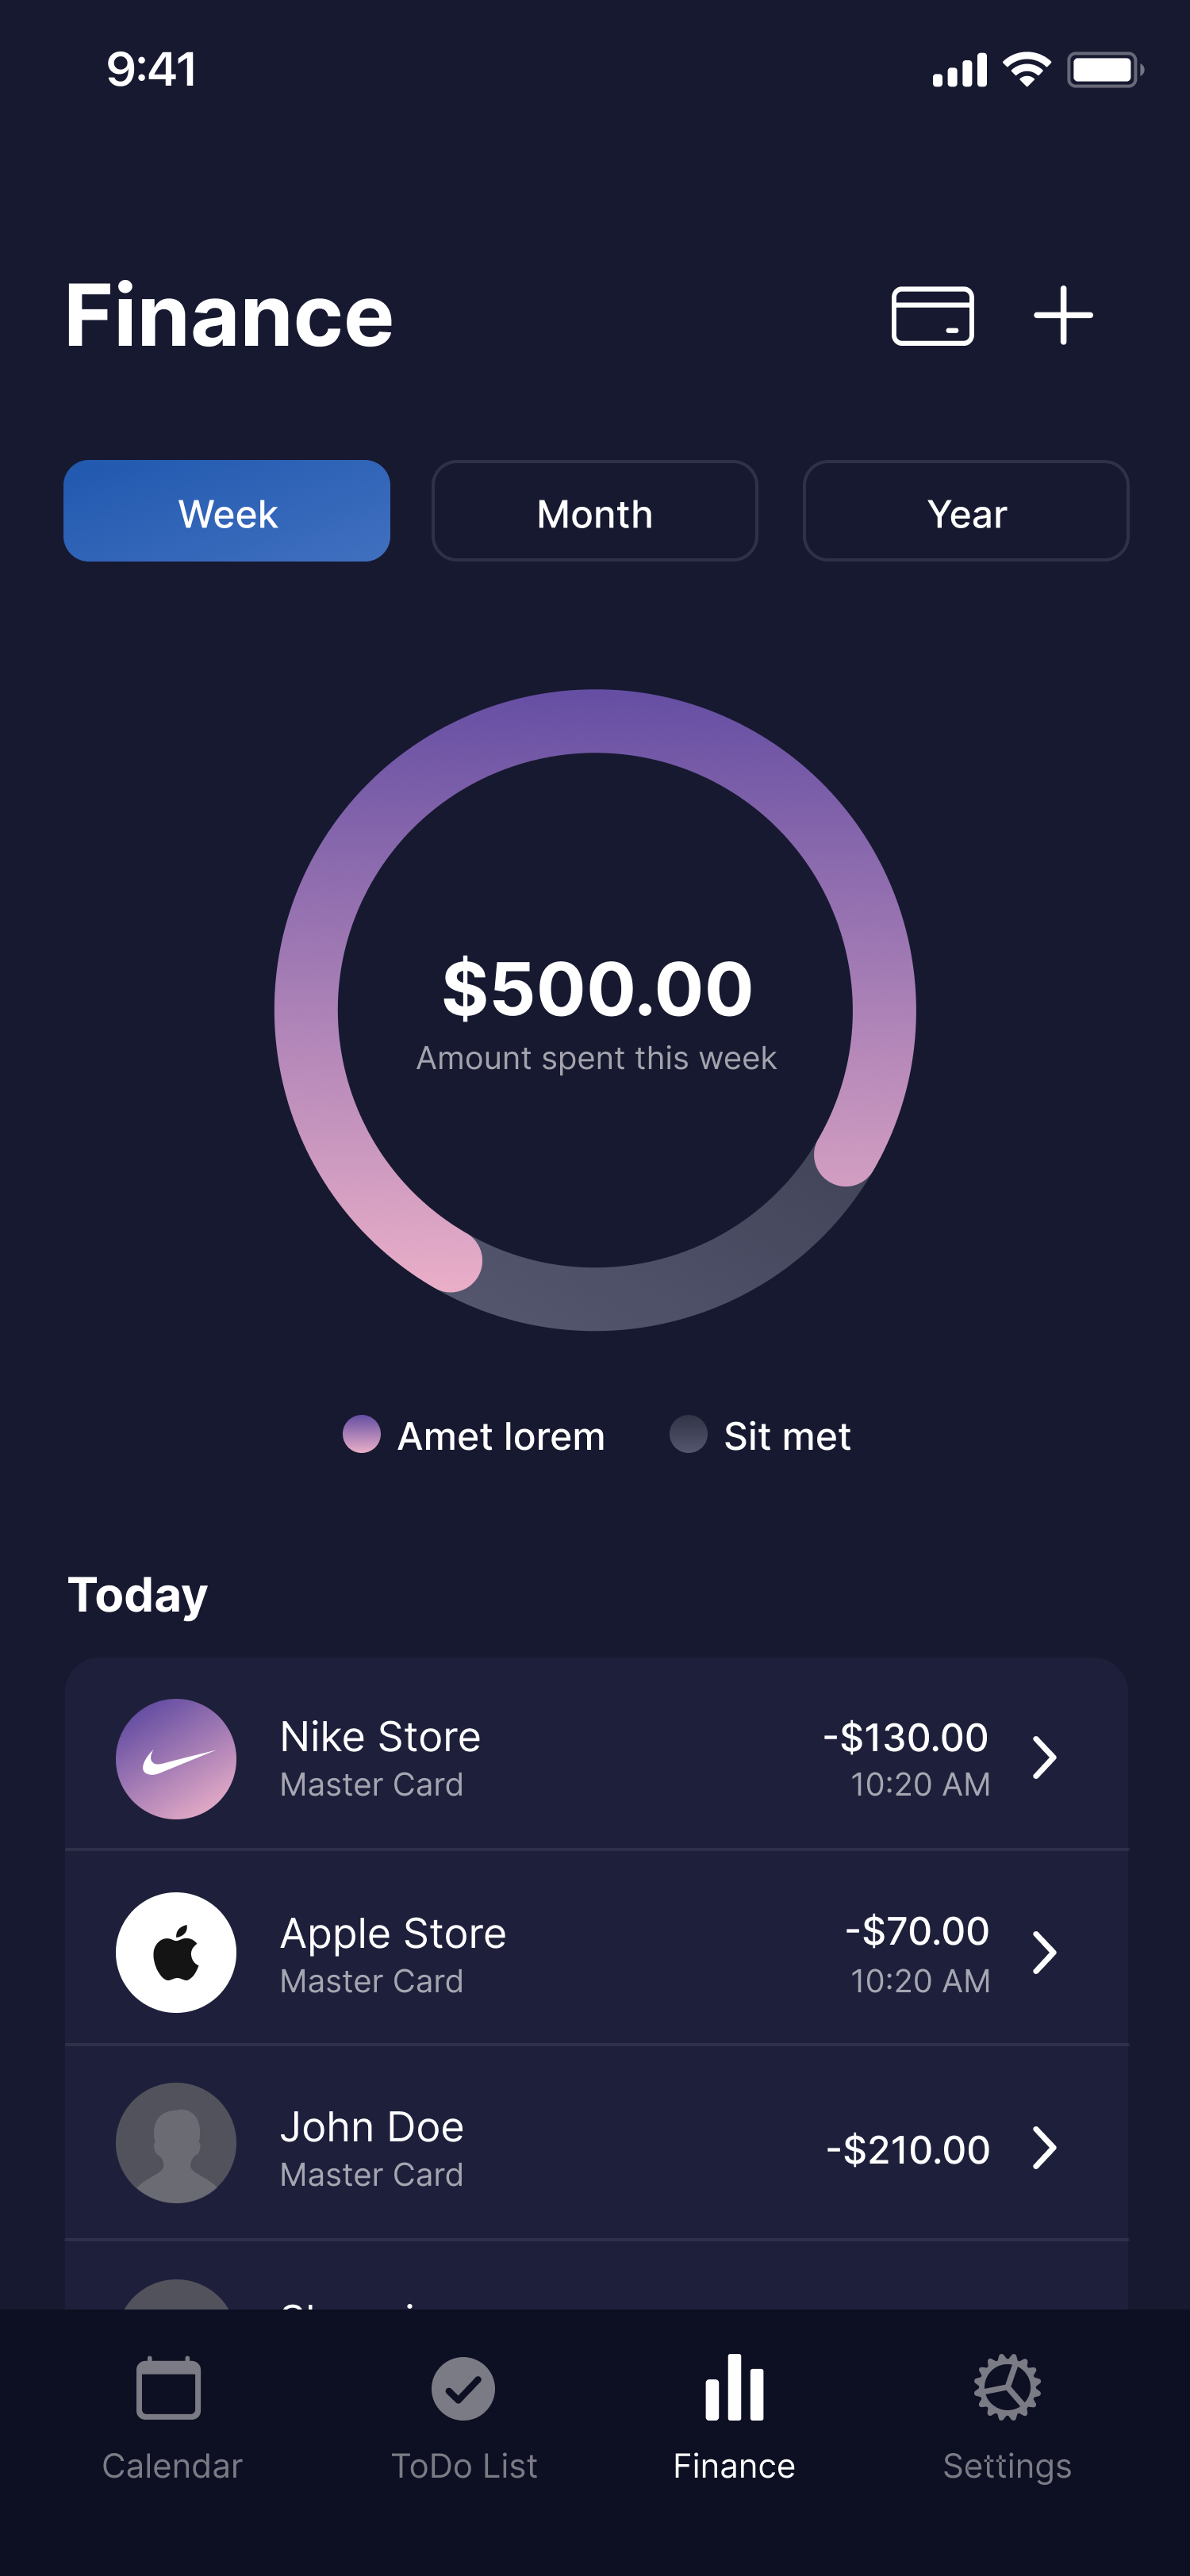 9:41
Finance
Week
Month
Year
$500.00
Amount spent this week
Amet lorem
Sit met
Today
Nike Store
-$130.00
Master Card
10:20 AM
Apple Store
-$70.00
Master Card
10:20 AM
John Doe
-$210.00
Master Card
Calendar
ToDo List
Finance
Settings